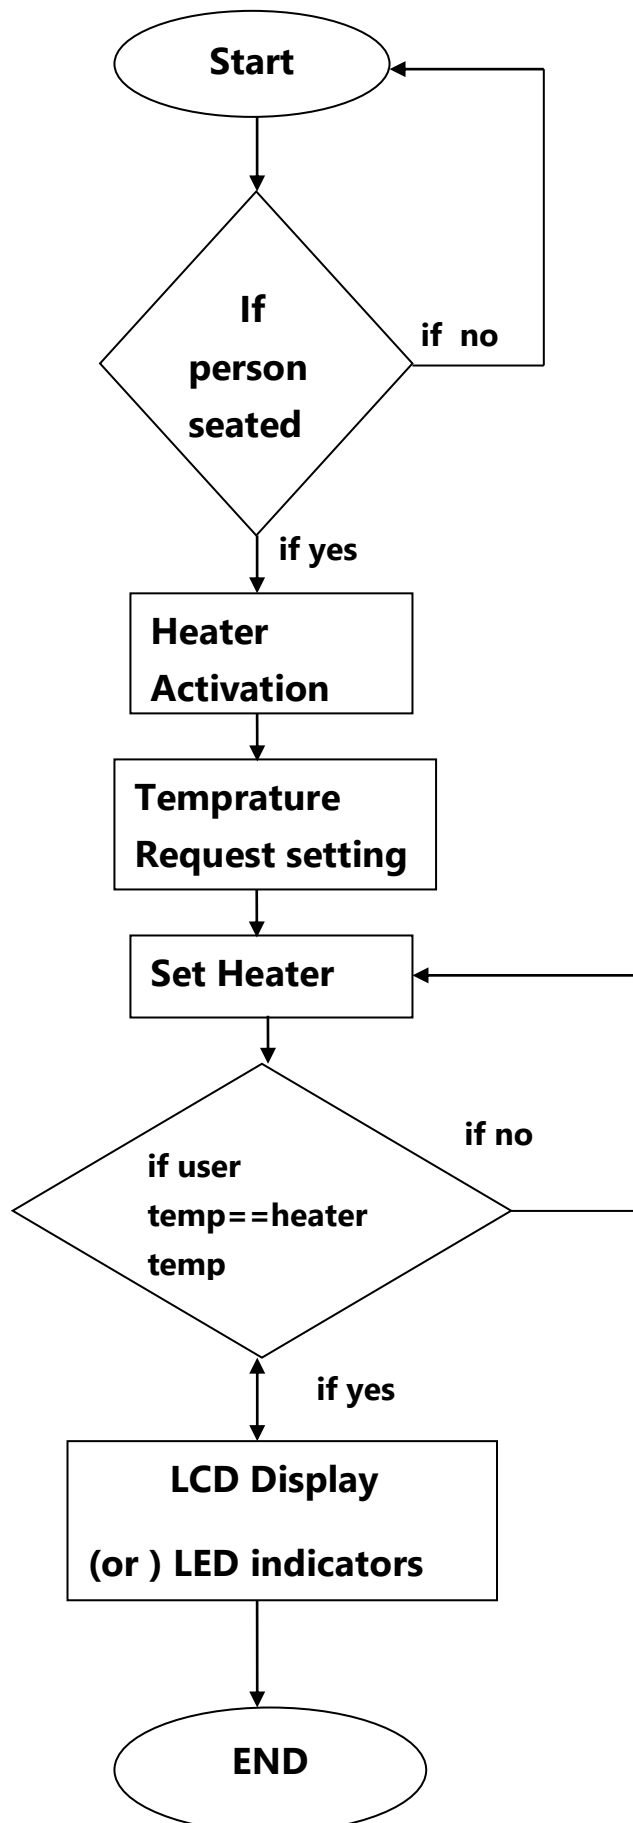 Start
If
person
seated
if no
if yes
Heater
Activation
Temprature
Request setting
Set Heater
if no
if user
temp==heater
temp
if yes
LCD Display
(or ) LED indicators
END